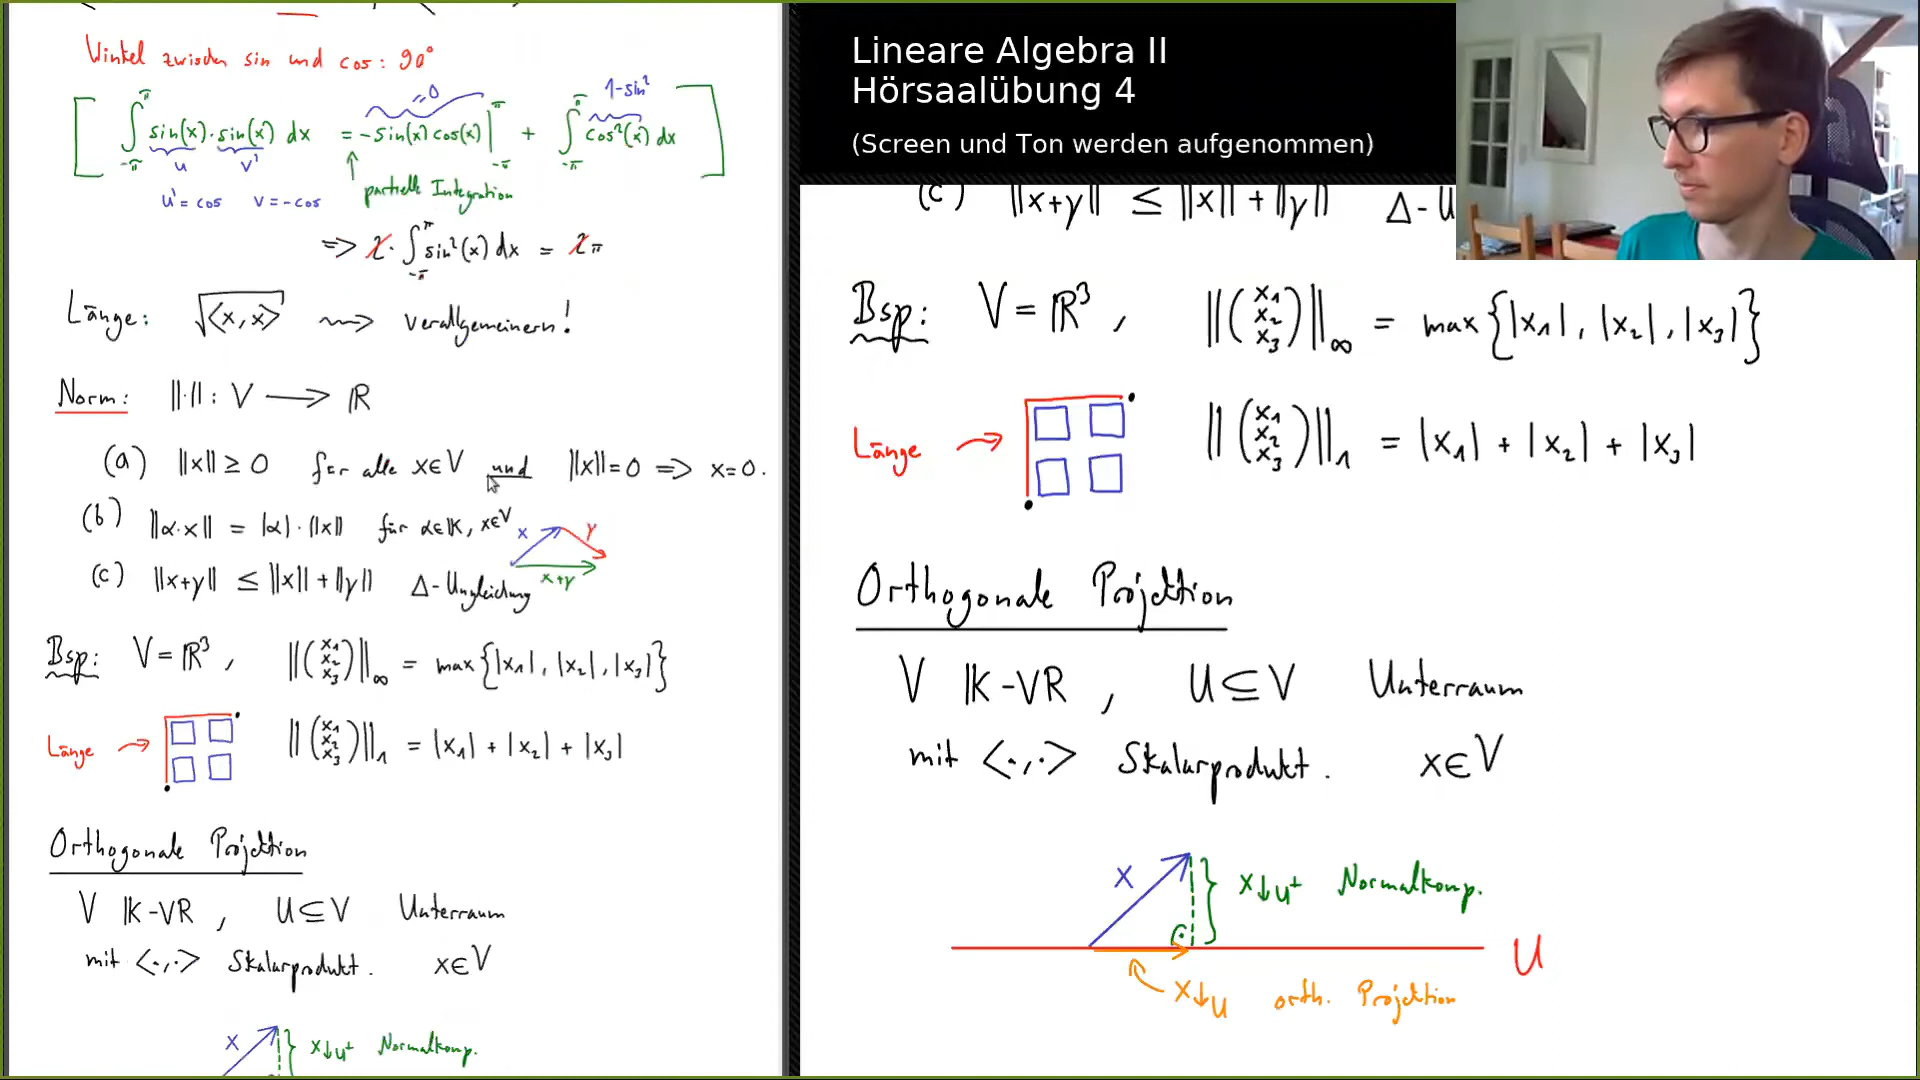 Winkel zwischen sin und cos: 90°
=0
1-sin²
[ ∫_{-π}^{π} sin(x)·sin(x) dx = -sin(x)cos(x) |_{-π}^{π} + ∫_{-π}^{π} cos²(x) dx ]
u v'
u' = cos v = -cos
partielle Integration
=> 2· ∫_{-π}^{π} sin²(x) dx = 2π
Länge: √<x,x> ⟿ verallgemeinern!
Norm: ||·||: V ⟶ ℝ
(a) ||x|| ≥ 0 für alle x∈V und ||x||=0 => x=0.
(b) ||α·x|| = |α|·||x|| für α∈K, x∈V
(c) ||x+y|| ≤ ||x||+||y|| Δ-Ungleichung
x y
x+y
Bsp: V = ℝ³, ||(x₁ x₂ x₃)||_∞ = max{|x₁|, |x₂|, |x₃|}
Länge → ||(x₁ x₂ x₃)||₁ = |x₁| + |x₂| + |x₃|
Orthogonale Projektion
V K-VR, U⊆V Unterraum
mit <·,·> Skalarprodukt. x∈V
x } x↓U⊥ Normalkomp.
Lineare Algebra II
Hörsaalübung 4
(Screen und Ton werden aufgenommen)
(c) ||x+y|| ≤ ||x||+||y|| Δ-U
Bsp: V = ℝ³, ||(x₁ x₂ x₃)||_∞ = max{|x₁|, |x₂|, |x₃|}
Länge → ||(x₁ x₂ x₃)||₁ = |x₁| + |x₂| + |x₃|
Orthogonale Projektion
V K-VR, U⊆V Unterraum
mit <·,·> Skalarprodukt. x∈V
x } x↓U⊥ Normalkomp.
U
x↓U orth. Projektion